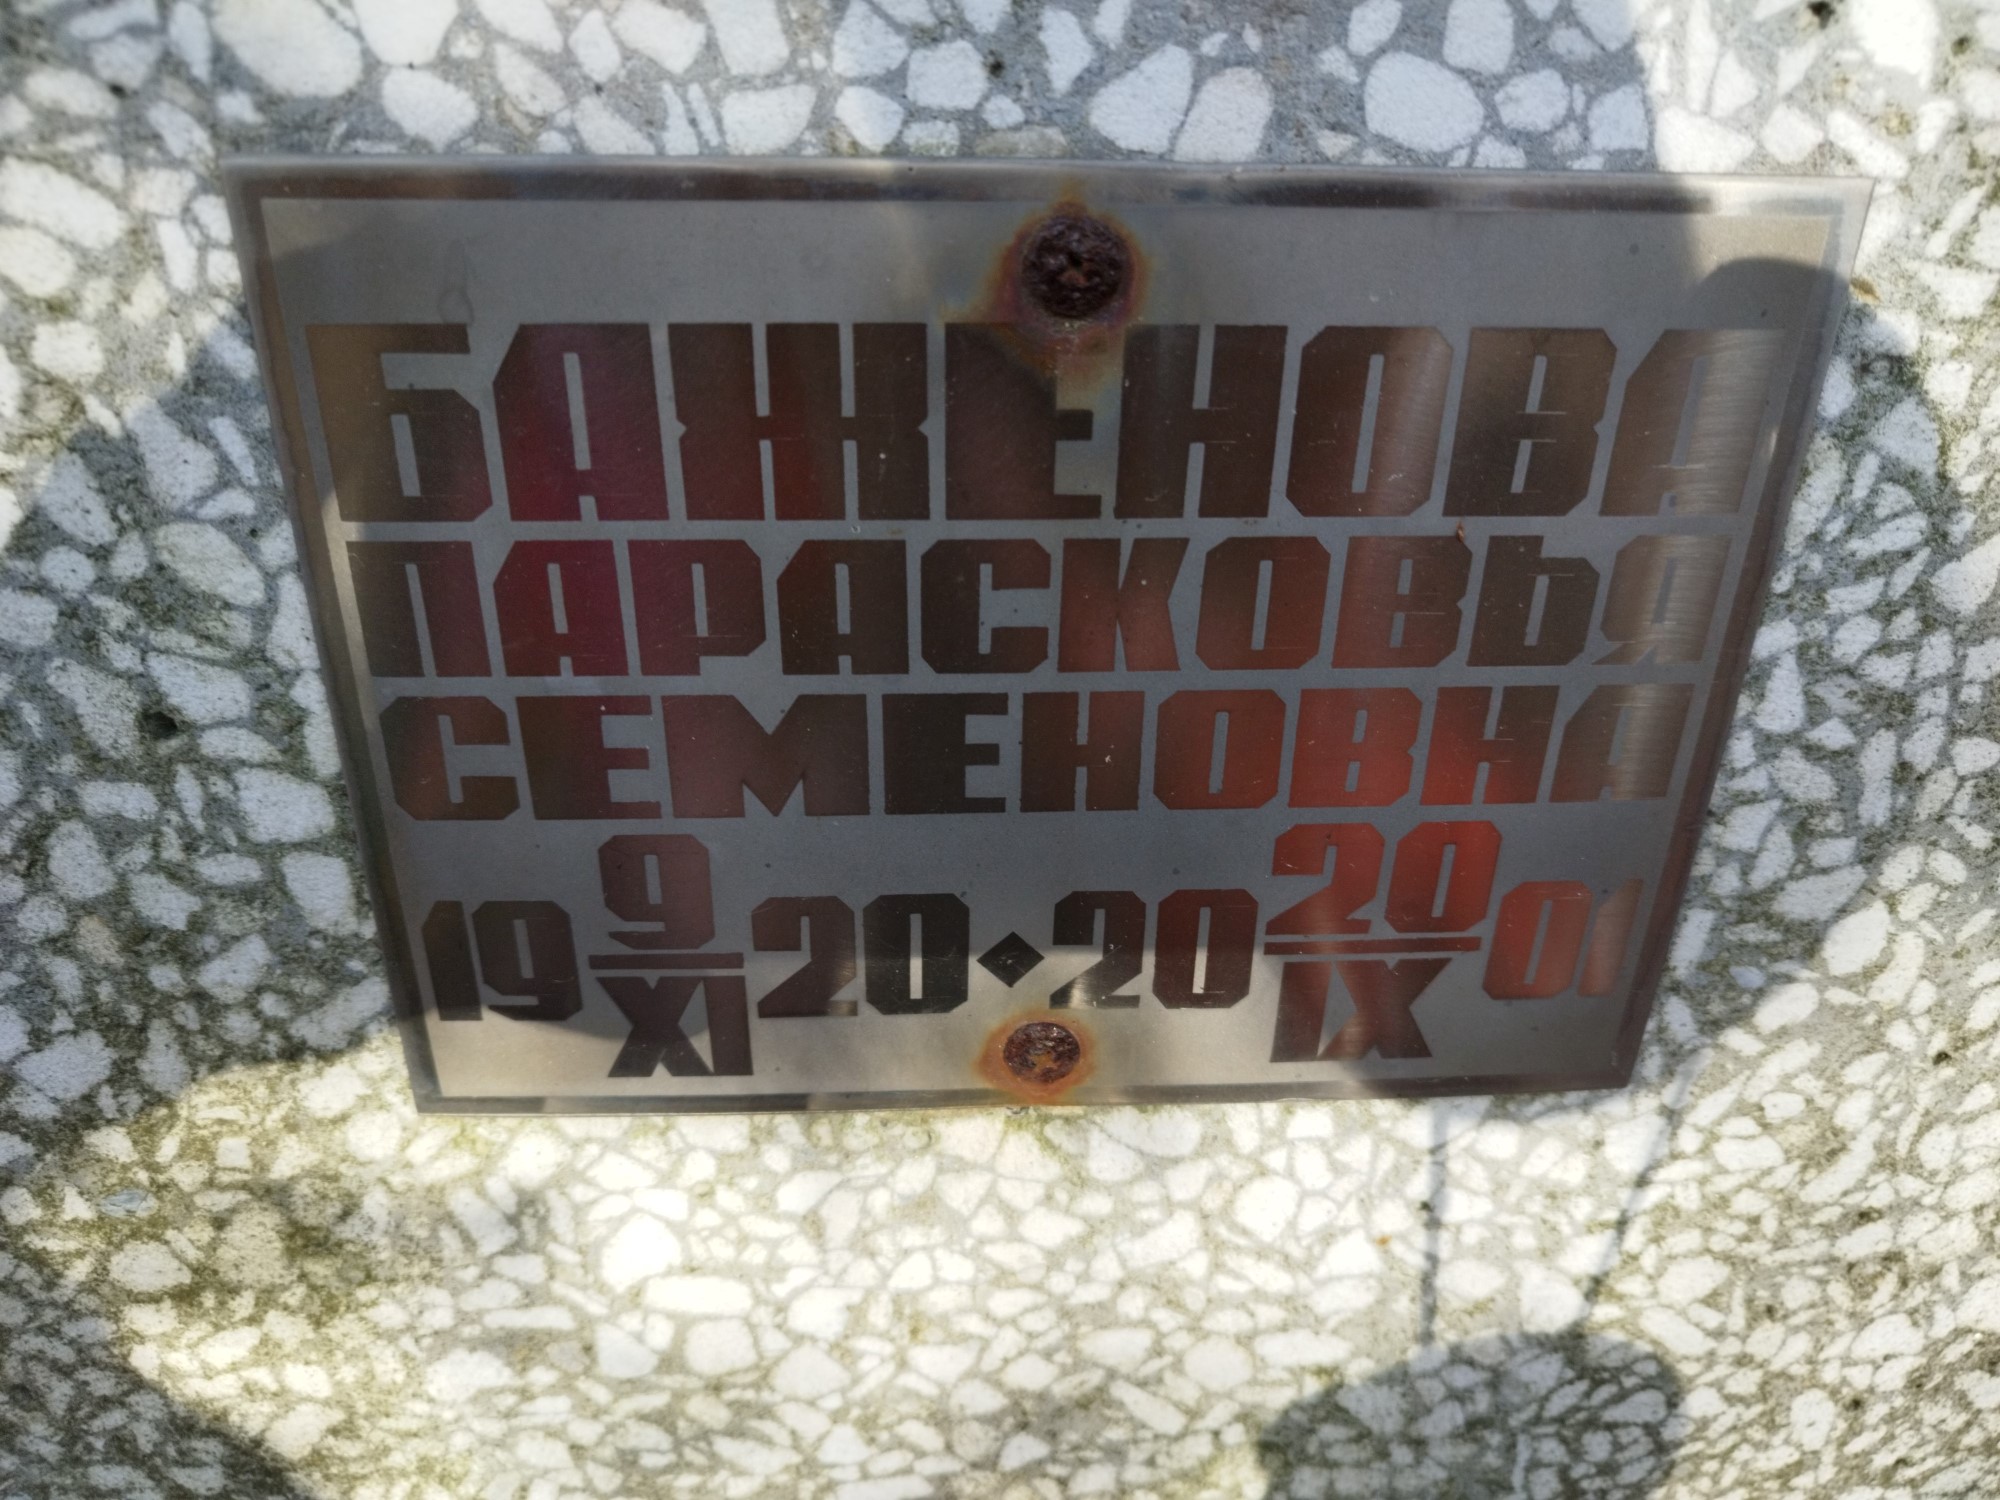 БАЖЕНОВА
ПАРАСКОВЬЯ
СЕМЕНОВНА
19 9/XI 20 ◆ 20 20/IX 01